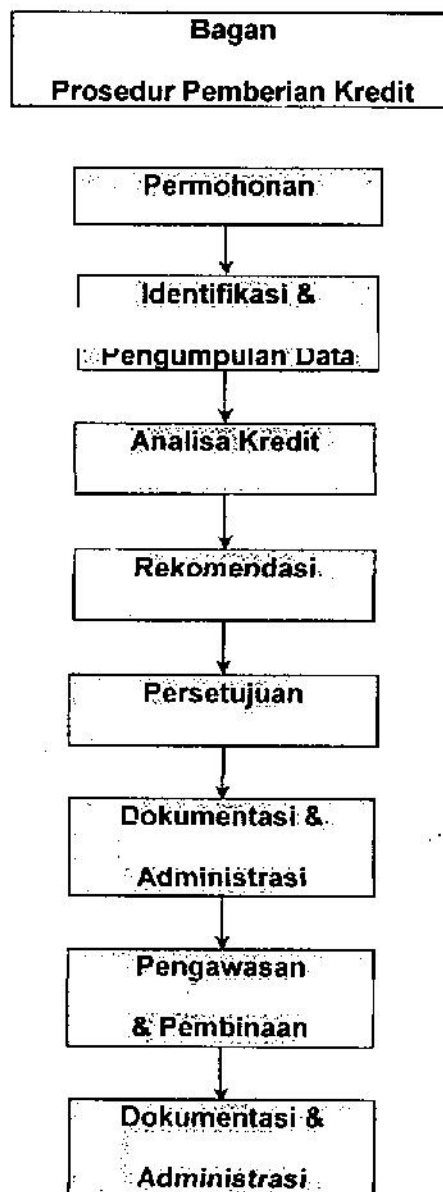 Bagan
Prosedur Pemberian Kredit
Permohonan
Identifikasi &
Pengumpulan Data
Analisa Kredit
Rekomendasi
Persetujuan
Dokumentasi &
Administrasi
Pengawasan
& Pembinaan
Dokumentasi &
Administrasi